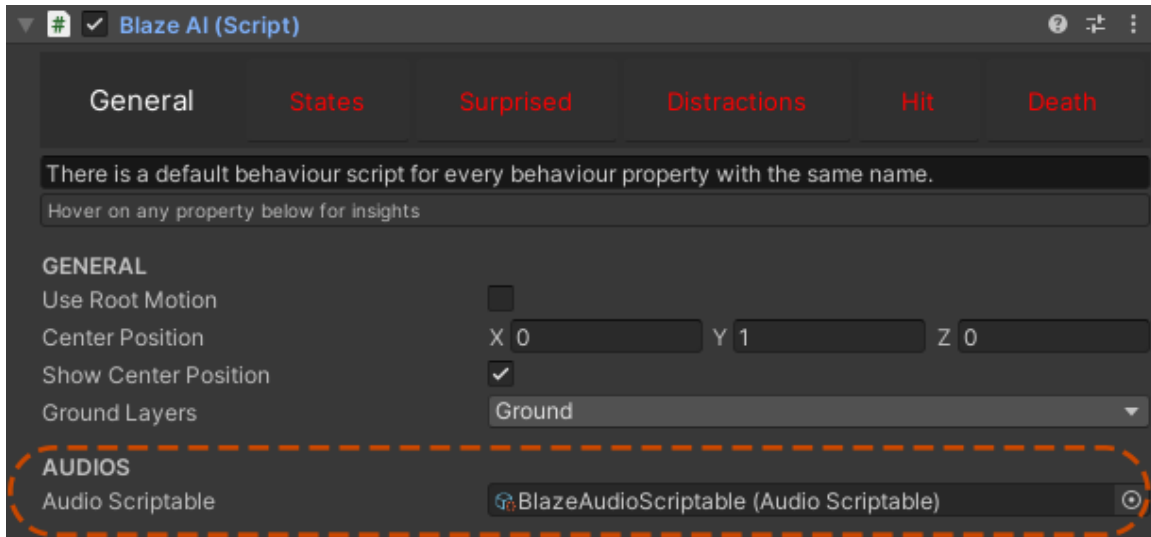 # Blaze AI (Script)
General States Surprised Distractions Hit Death
There is a default behaviour script for every behaviour property with the same name.
Hover on any property below for insights
GENERAL
Use Root Motion
Center Position X 0 Y 1 Z 0
Show Center Position
Ground Layers Ground
AUDIOS
Audio Scriptable BlazeAudioScriptable (Audio Scriptable)